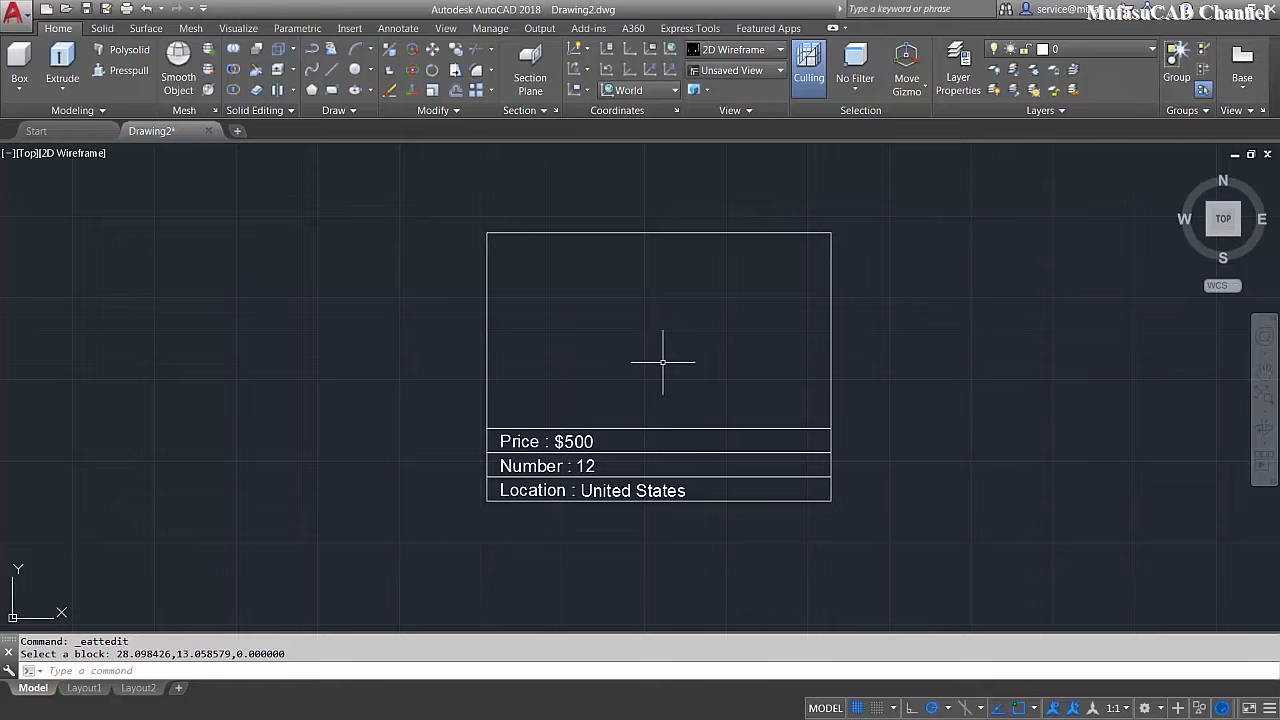 Autodesk AutoCAD 2018 Drawing2.dwg
Type a keyword or phrase
MufasuCAD Channel
Home Solid Surface Mesh Visualize Parametric Insert Annotate View Manage Output Add-ins A360 Express Tools Featured Apps
Box
Extrude
Polysolid
Presspull
Smooth Object
Section Plane
World
2D Wireframe
Unsaved View
Culling
No Filter
Move Gizmo
Layer Properties
0
Group
Base
Modeling
Mesh
Solid Editing
Draw
Modify
Section
Coordinates
View
Selection
Layers
Groups
View
Start
Drawing2*
[−][Top][2D Wireframe]
N
W
TOP
E
S
WCS
Price : $500
Number : 12
Location : United States
Y
X
Command: _eattedit
Select a block: 28.098426,13.058579,0.000000
Type a command
Model Layout1 Layout2
MODEL
1:1